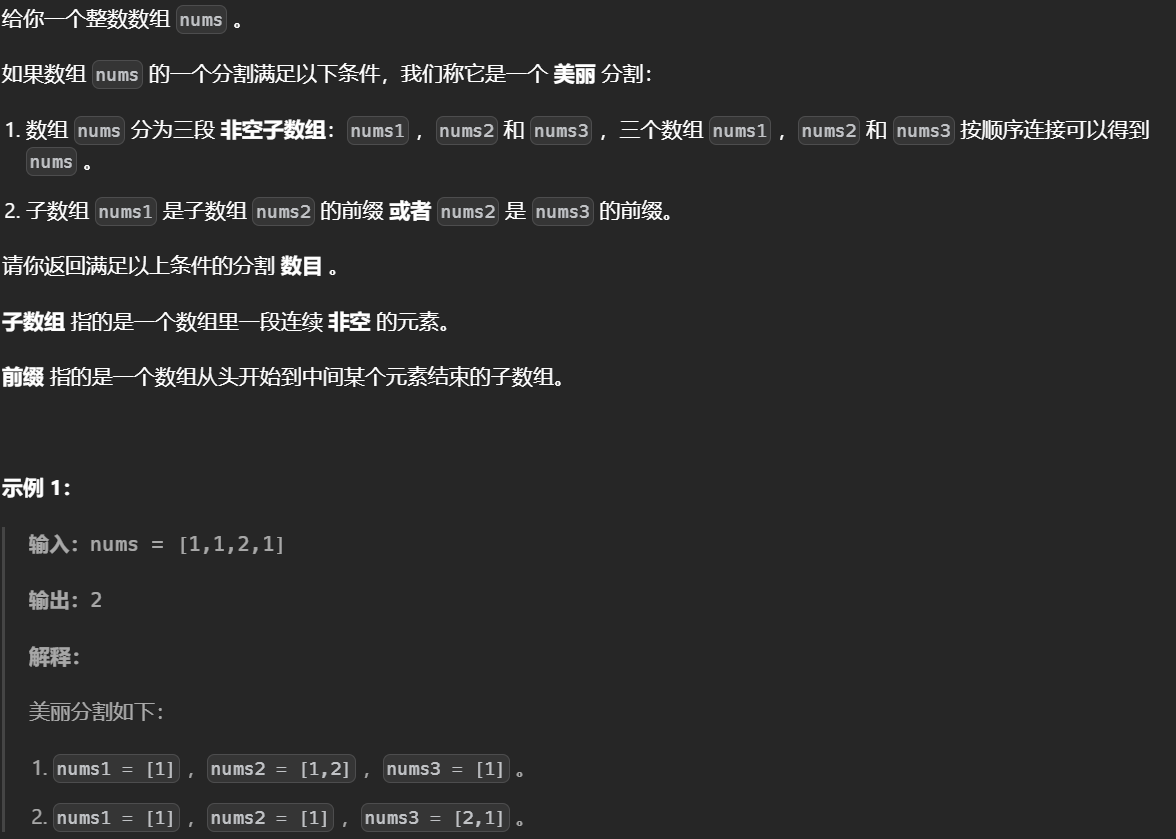 给你一个整数数组 nums 。
如果数组 nums 的一个分割满足以下条件，我们称它是一个 美丽 分割：
1. 数组 nums 分为三段 非空子数组：nums1 ，nums2 和 nums3 ，三个数组 nums1 ，nums2 和 nums3 按顺序连接可以得到
nums 。
2. 子数组 nums1 是子数组 nums2 的前缀 或者 nums2 是 nums3 的前缀。
请你返回满足以上条件的分割 数目 。
子数组 指的是一个数组里一段连续 非空 的元素。
前缀 指的是一个数组从头开始到中间某个元素结束的子数组。
示例 1：
输入：nums = [1,1,2,1]
输出：2
解释：
美丽分割如下：
1. nums1 = [1] ，nums2 = [1,2] ，nums3 = [1] 。
2. nums1 = [1] ，nums2 = [1] ，nums3 = [2,1] 。